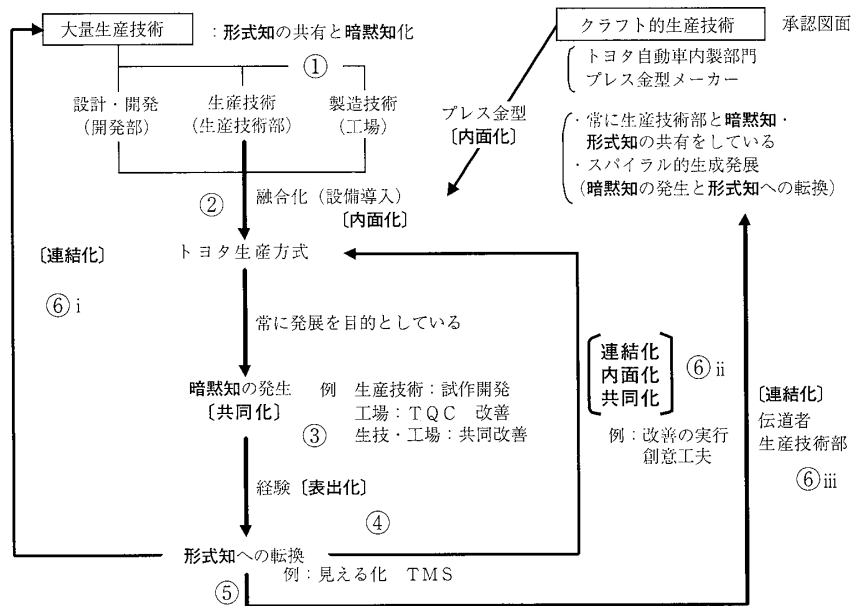 大量生産技術
：形式知の共有と暗黙知化
クラフト的生産技術
承認図面
トヨタ自動車内製部門
プレス金型メーカー
①
設計・開発
(開発部)
生産技術
(生産技術部)
製造技術
(工場)
プレス金型
〔内面化〕
・常に生産技術部と暗黙知・
形式知の共有をしている
・スパイラル的生成発展
(暗黙知の発生と形式知への転換)
②
融合化（設備導入）
〔内面化〕
〔連結化〕
トヨタ生産方式
⑥ i
常に発展を目的としている
連結化
内面化
共同化
⑥ ii
暗黙知の発生
〔共同化〕
例　生産技術：試作開発
工場：ＴＱＣ　改善
生技・工場：共同改善
③
例：改善の実行
創意工夫
〔連結化〕
伝道者
生産技術部
⑥ iii
経験〔表出化〕
④
形式知への転換
例：見える化　ＴＭＳ
⑤